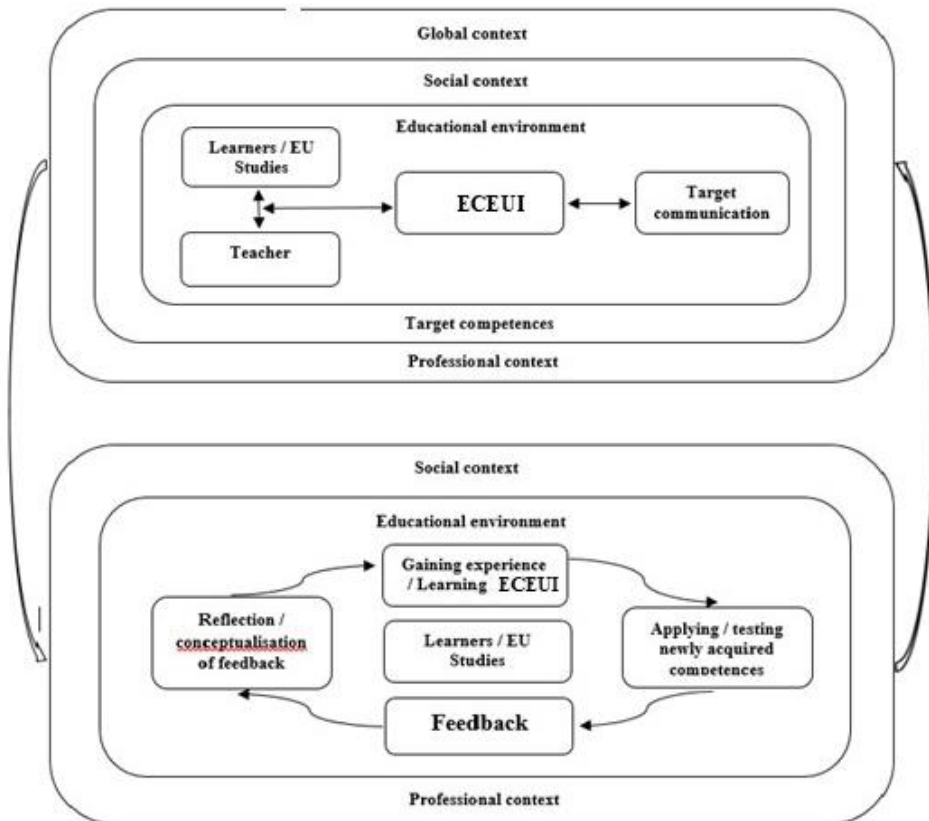 Global context
Social context
Educational environment
Learners / EU
Studies
ECEUI
Target
communication
Teacher
Target competences
Professional context
Social context
Educational environment
Gaining experience
/ Learning ECEUI
Reflection /
conceptualisation
of feedback
Learners / EU
Studies
Applying / testing
newly acquired
competences
Feedback
Professional context